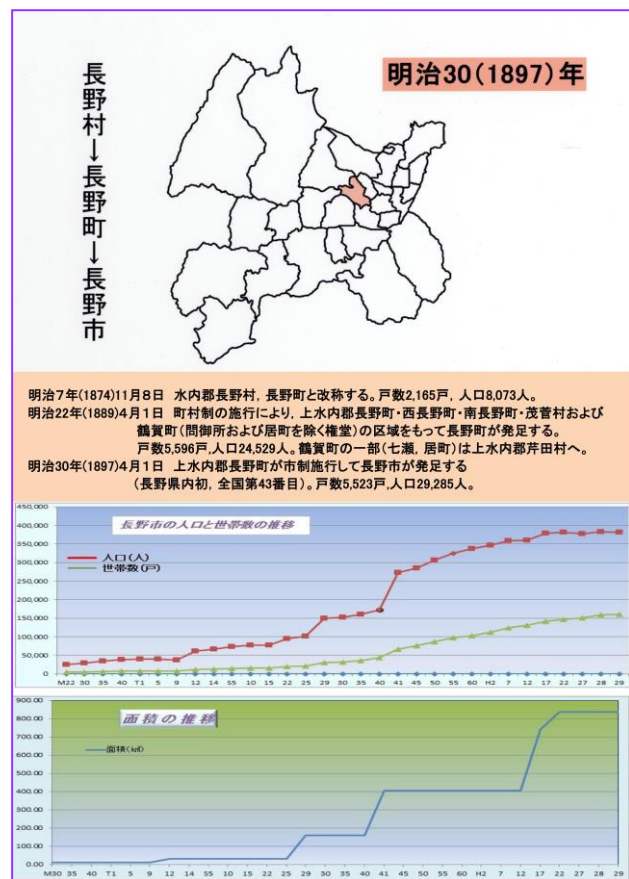 明治30(1897)年
長野村→長野町→長野市
明治7年(1874)11月8日 水内郡長野村，長野町と改称する。戸数2,165戸，人口8,073人。
明治22年(1889)4月1日 町村制の施行により，上水内郡長野町・西長野町・南長野町・茂菅村および
鶴賀町(問御所および居町を除く権堂)の区域をもって長野町が発足する。
戸数5,596戸,人口24,529人。鶴賀町の一部(七瀬，居町)は上水内郡芹田村へ。
明治30年(1897)4月1日 上水内郡長野町が市制施行して長野市が発足する
(長野県内初，全国第43番目)。戸数5,523戸,人口29,285人。
長野市の人口と世帯数の推移
人口(人)
世帯数(戸)
450,000
400,000
350,000
300,000
250,000
200,000
150,000
100,000
50,000
0
M22 30 35 40 T1 5 9 12 14 55 10 15 22 25 29 35 40 41 45 50 55 60 H2 7 12 17 22 27 28 29
面積の推移
面積(㎢)
900.00
800.00
700.00
600.00
500.00
400.00
300.00
200.00
100.00
0.00
M30 35 40 T1 5 9 12 14 55 10 15 22 25 29 35 40 41 45 50 55 60 H2 7 12 17 22 27 28 29